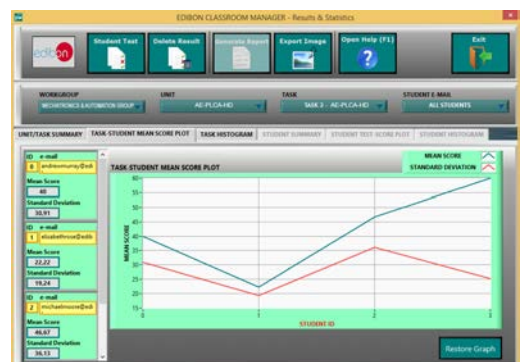 EDIBON CLASSROOM MANAGER - Results & Statistics
edibon
Student Test
Delete Result
Generate Report
Export Image
Open Help (F1)
Exit
WORKGROUP
UNIT
TASK
STUDENT E-MAIL
MECHATRONICS & AUTOMATION GROUP
AE-PLCA-HD
TASK 3 - AE-PLCA-HD
ALL STUDENTS
UNIT/TASK SUMMARY
TASK-STUDENT MEAN SCORE PLOT
TASK HISTOGRAM
STUDENT SUMMARY
STUDENT TEST-SCORE PLOT
STUDENT HISTOGRAM
ID e-mail
0 andrewmurray@edi
Mean Score
40
Standard Deviation
30,91
ID e-mail
1 elisabethrose@edib
Mean Score
22,22
Standard Deviation
19,24
ID e-mail
2 michaelmoore@edi
Mean Score
46,67
Standard Deviation
36,13
TASK STUDENT MEAN SCORE PLOT
MEAN SCORE
STANDARD DEVIATION
MEAN SCORE
60
55
50
45
40
35
30
25
20
15
0
1
2
3
STUDENT ID
Restore Graph